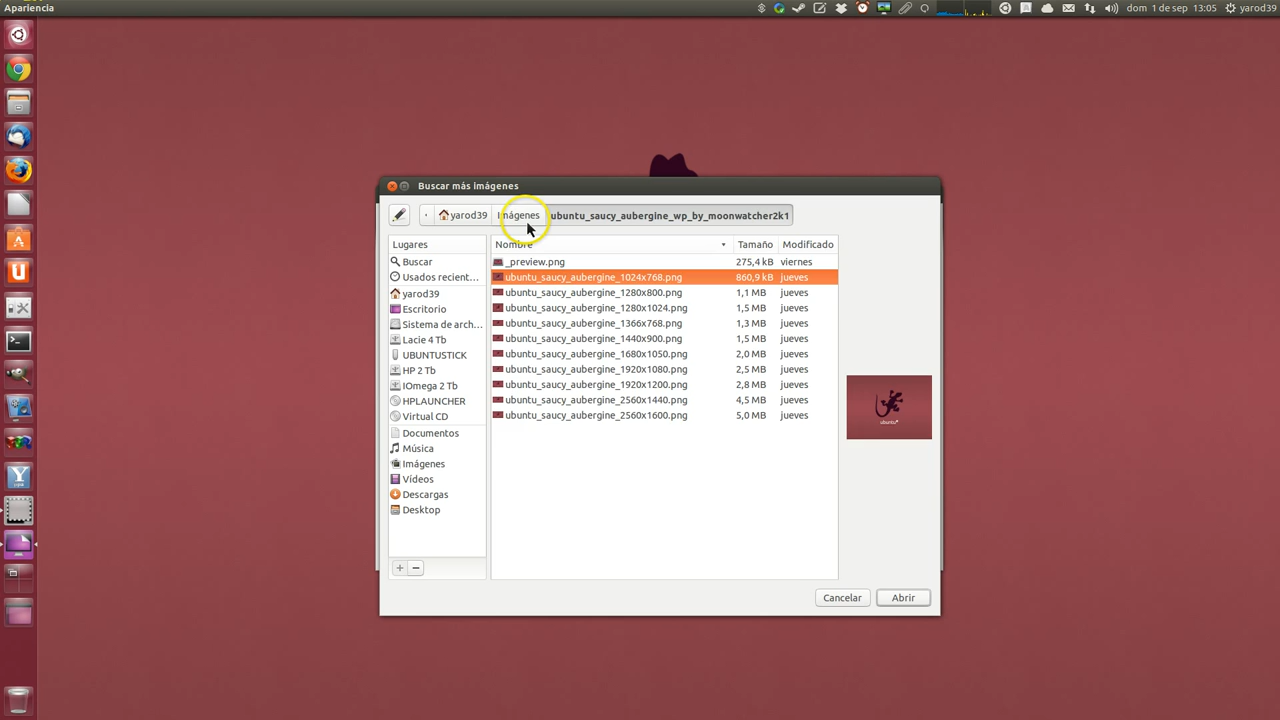 Apariencia
dom 1 de sep 13:05 yarod39
Buscar más imágenes
yarod39 Imágenes ubuntu_saucy_aubergine_wp_by_moonwatcher2k1
Lugares
Buscar
Usados recient...
yarod39
Escritorio
Sistema de arch...
Lacie 4 Tb
UBUNTUSTICK
HP 2 Tb
IOmega 2 Tb
HPLAUNCHER
Virtual CD
Documentos
Música
Imágenes
Vídeos
Descargas
Desktop
Nombre Tamaño Modificado
_preview.png 275,4 kB viernes
ubuntu_saucy_aubergine_1024x768.png 860,9 kB jueves
ubuntu_saucy_aubergine_1280x800.png 1,1 MB jueves
ubuntu_saucy_aubergine_1280x1024.png 1,5 MB jueves
ubuntu_saucy_aubergine_1366x768.png 1,3 MB jueves
ubuntu_saucy_aubergine_1440x900.png 1,5 MB jueves
ubuntu_saucy_aubergine_1680x1050.png 2,0 MB jueves
ubuntu_saucy_aubergine_1920x1080.png 2,5 MB jueves
ubuntu_saucy_aubergine_1920x1200.png 2,8 MB jueves
ubuntu_saucy_aubergine_2560x1440.png 4,5 MB jueves
ubuntu_saucy_aubergine_2560x1600.png 5,0 MB jueves
ubuntu
Cancelar Abrir